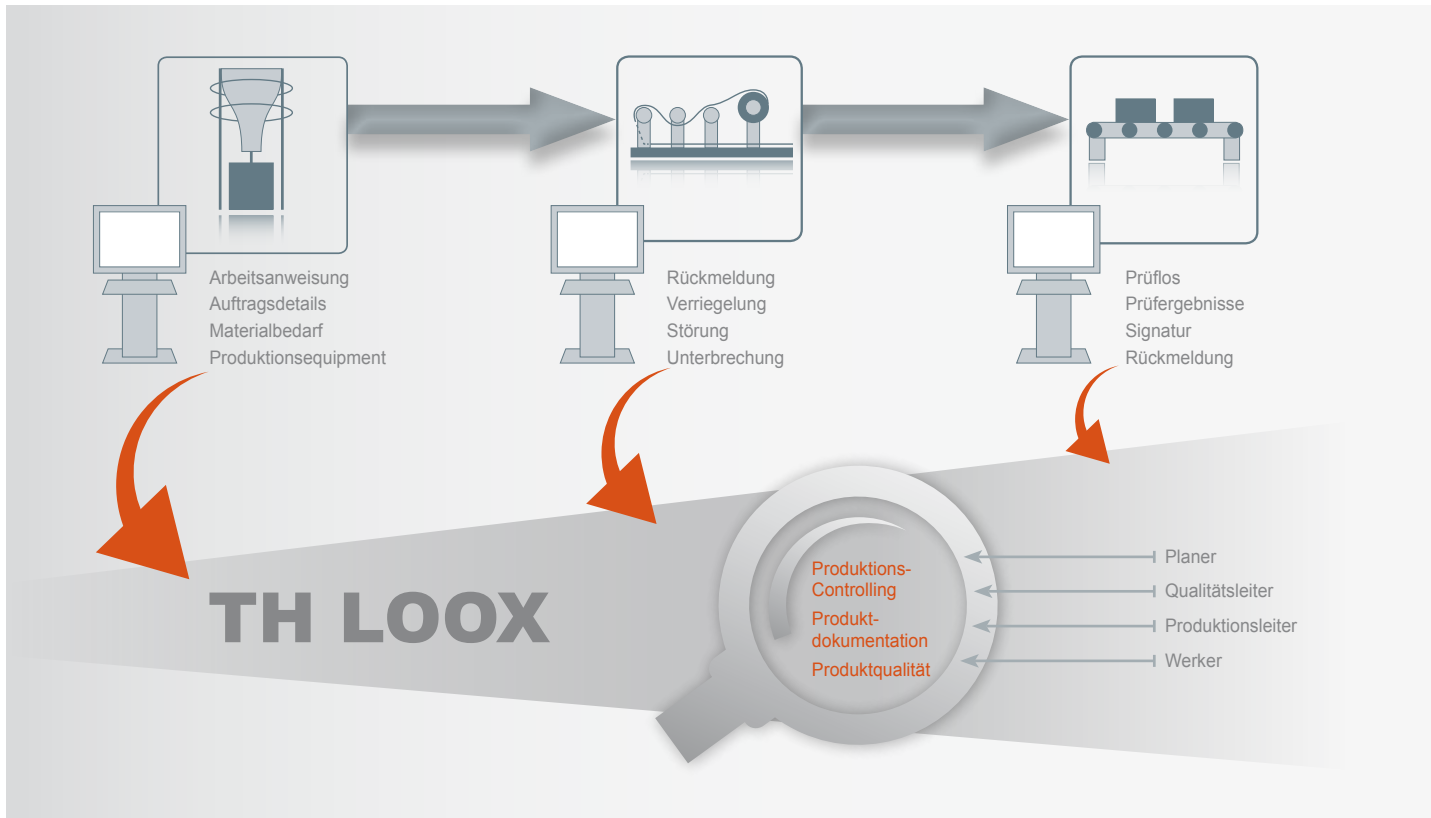 Arbeitsanweisung
Auftragsdetails
Materialbedarf
Produktionsequipment
Rückmeldung
Verriegelung
Störung
Unterbrechung
Prüflos
Prüfergebnisse
Signatur
Rückmeldung
TH LOOX
Produktions-
Controlling
Produkt-
dokumentation
Produktqualität
Planer
Qualitätsleiter
Produktionsleiter
Werker